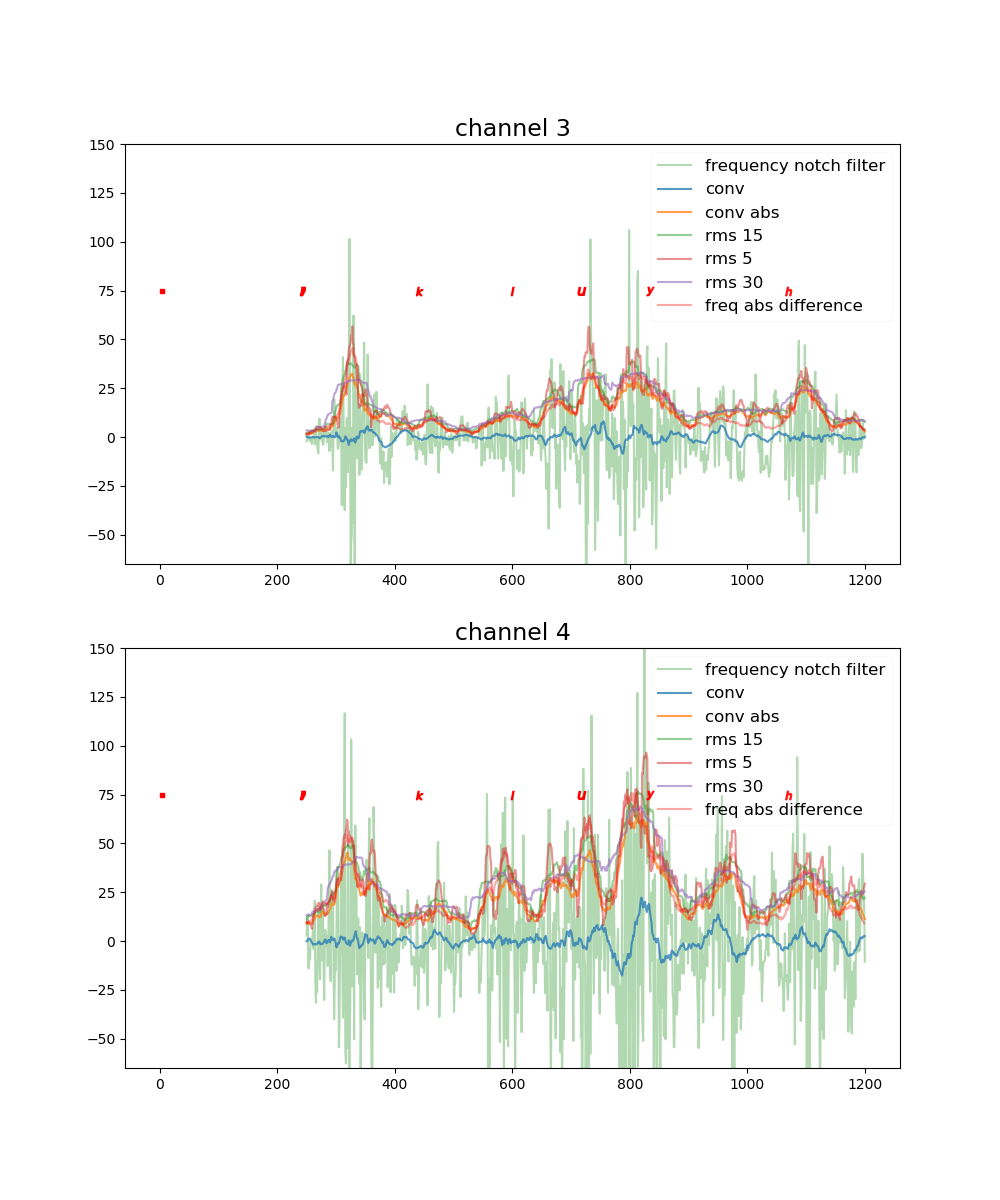 channel 3
150
125
100
75
50
25
0
−25
−50
frequency notch filter
conv
conv abs
rms 15
rms 5
rms 30
freq abs difference
k l u y h
0 200 400 600 800 1000 1200
channel 4
150
125
100
75
50
25
0
−25
−50
frequency notch filter
conv
conv abs
rms 15
rms 5
rms 30
freq abs difference
k l u y h
0 200 400 600 800 1000 1200